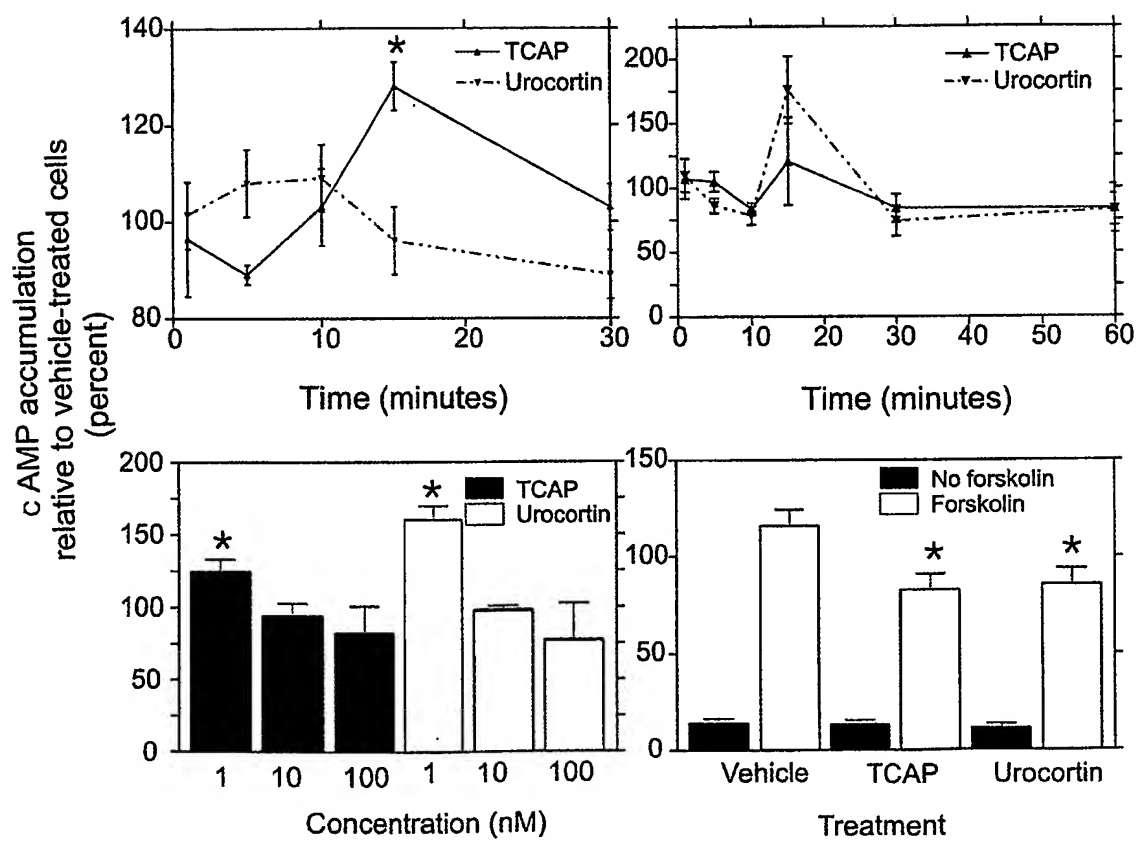 c AMP accumulation
relative to vehicle-treated cells
(percent)
140
120
100
80
*
TCAP
Urocortin
0 10 20 30
Time (minutes)
200
150
100
50
0
TCAP
Urocortin
0 10 20 30 40 50 60
Time (minutes)
200
150
100
50
0
*
*
TCAP
Urocortin
1 10 100 1 10 100
Concentration (nM)
150
100
50
0
No forskolin
Forskolin
*
*
Vehicle TCAP Urocortin
Treatment